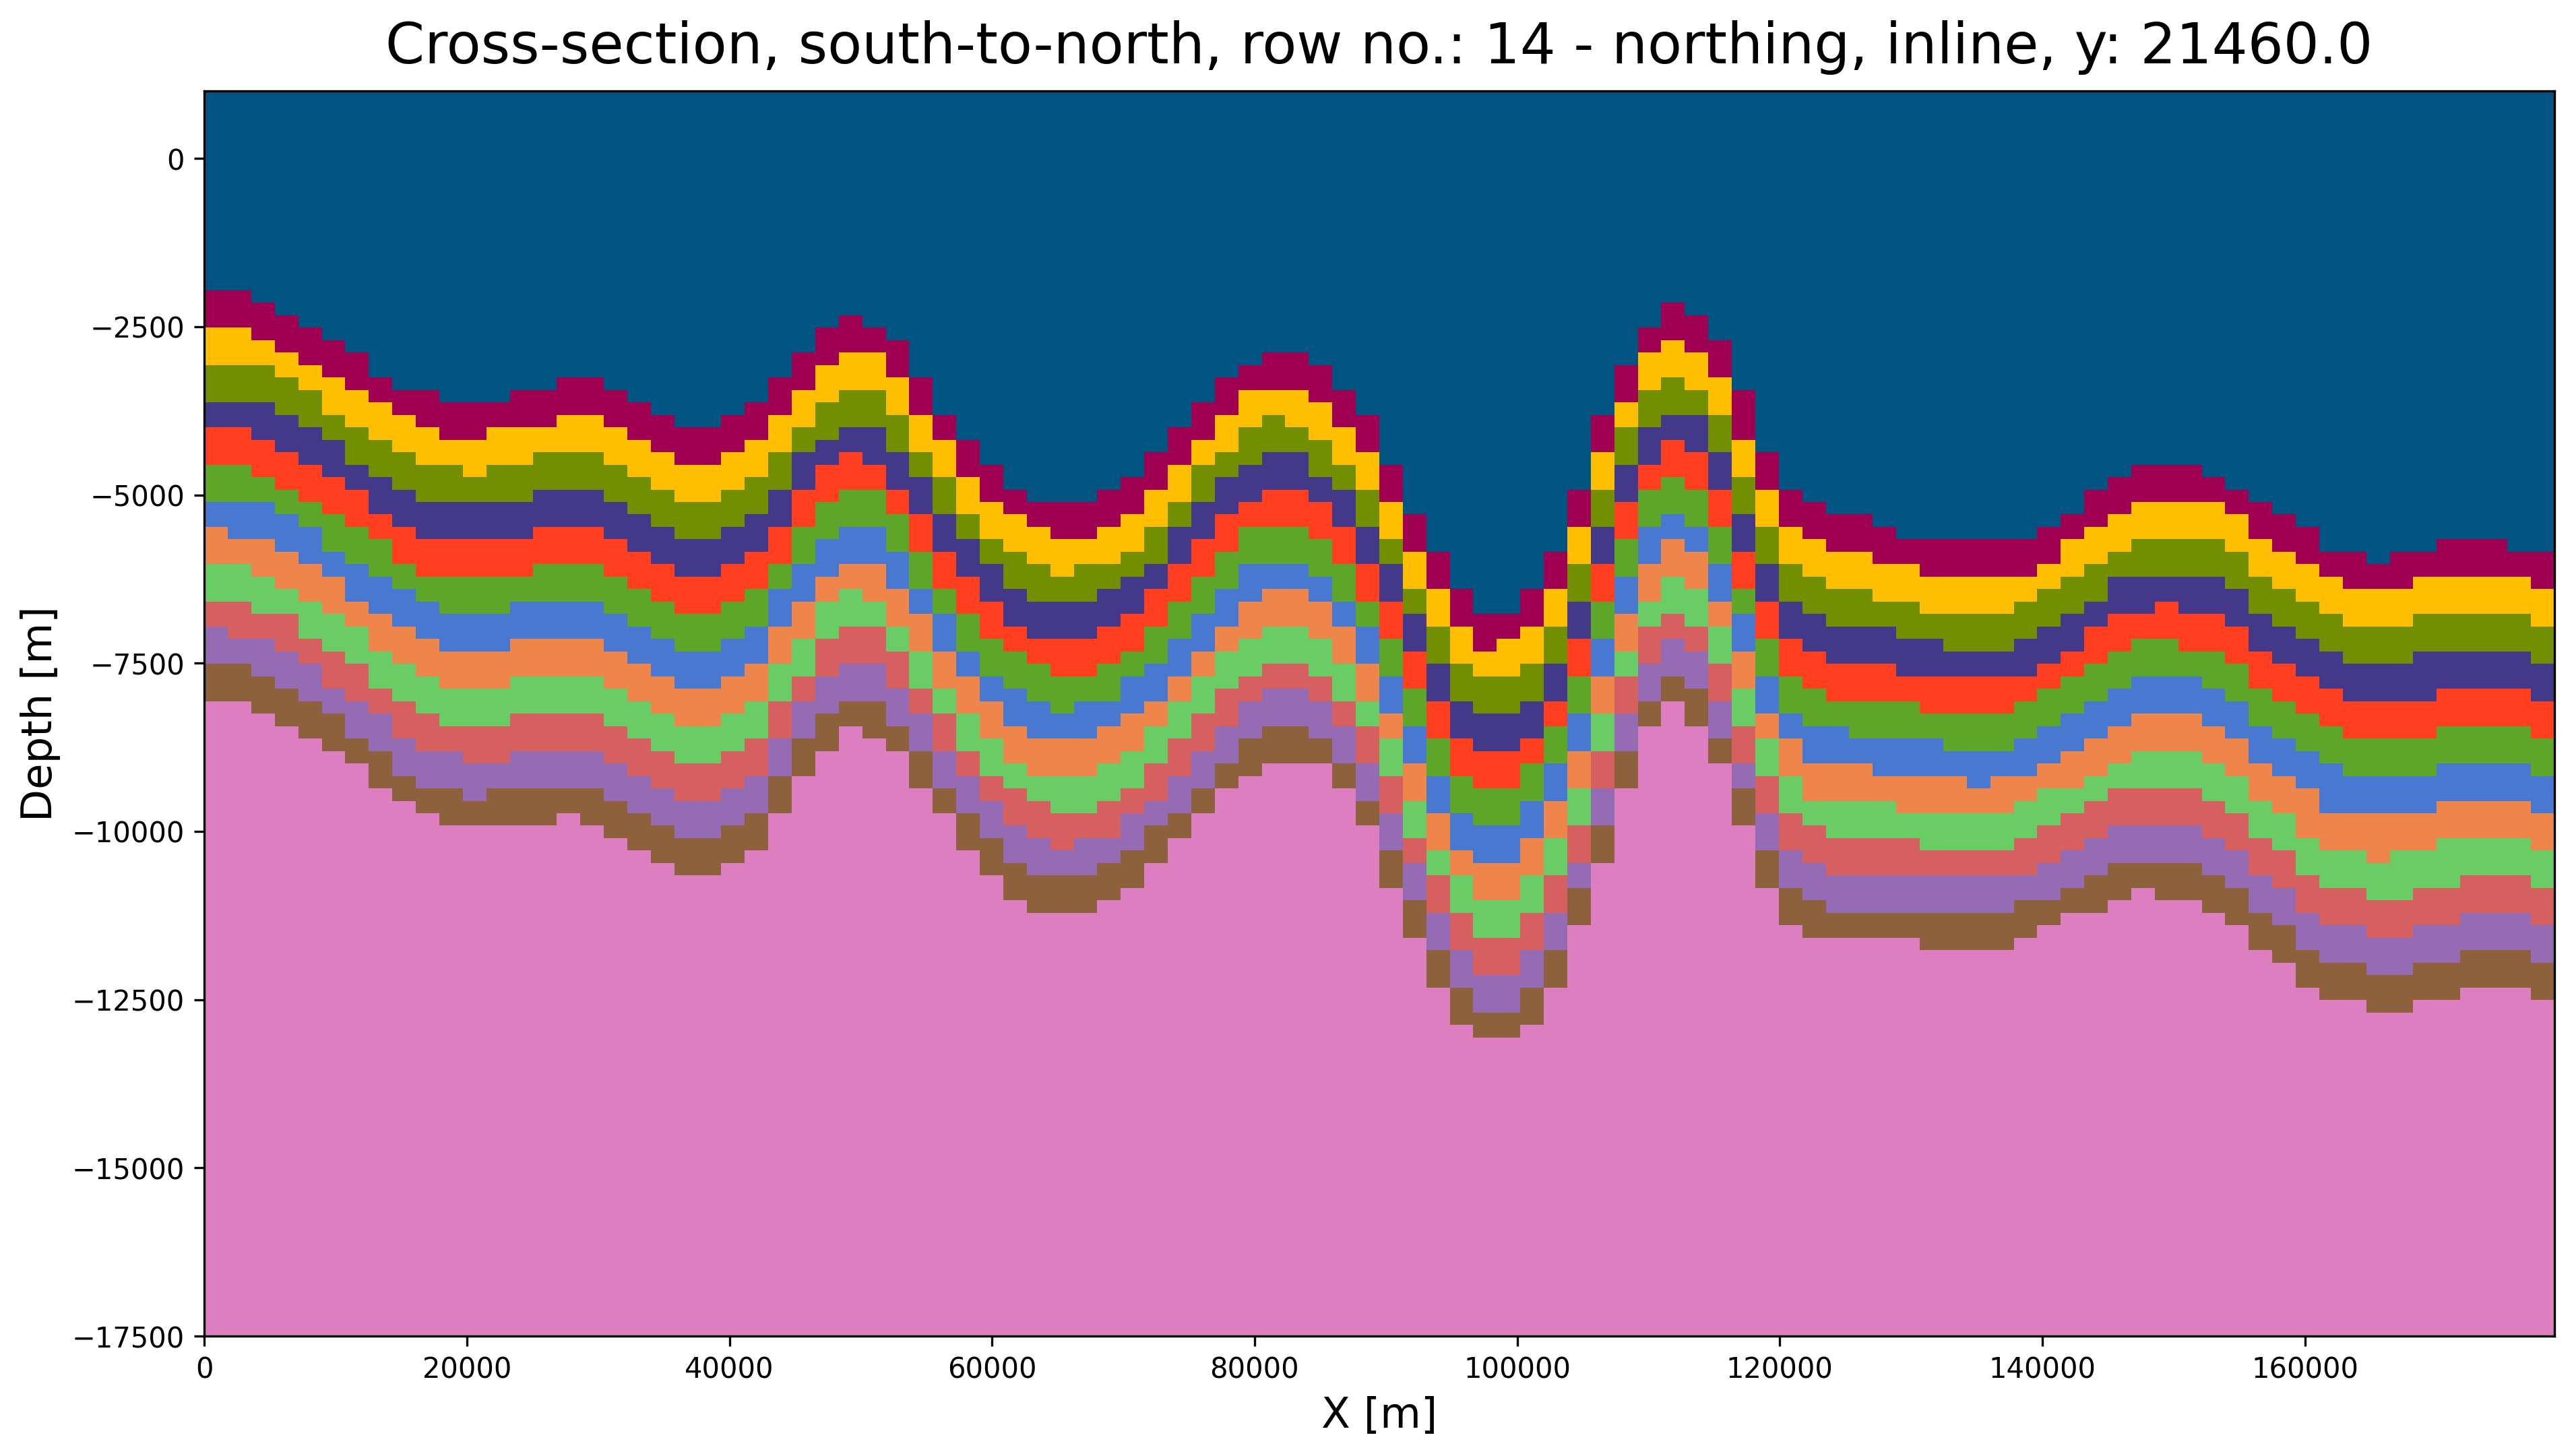 Cross-section, south-to-north, row no.: 14 - northing, inline, y: 21460.0
0
−2500
−5000
−7500
−10000
−12500
−15000
−17500
Depth [m]
0 20000 40000 60000 80000 100000 120000 140000 160000
X [m]